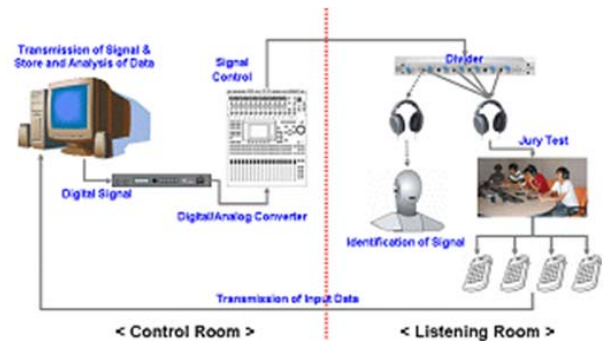 Transmission of Signal &
Store and Analysis of Data
Signal
Control
Divider
Jury Test
Digital Signal
Digital/Analog Converter
Identification of Signal
Transmission of Input Data
< Control Room >
< Listening Room >